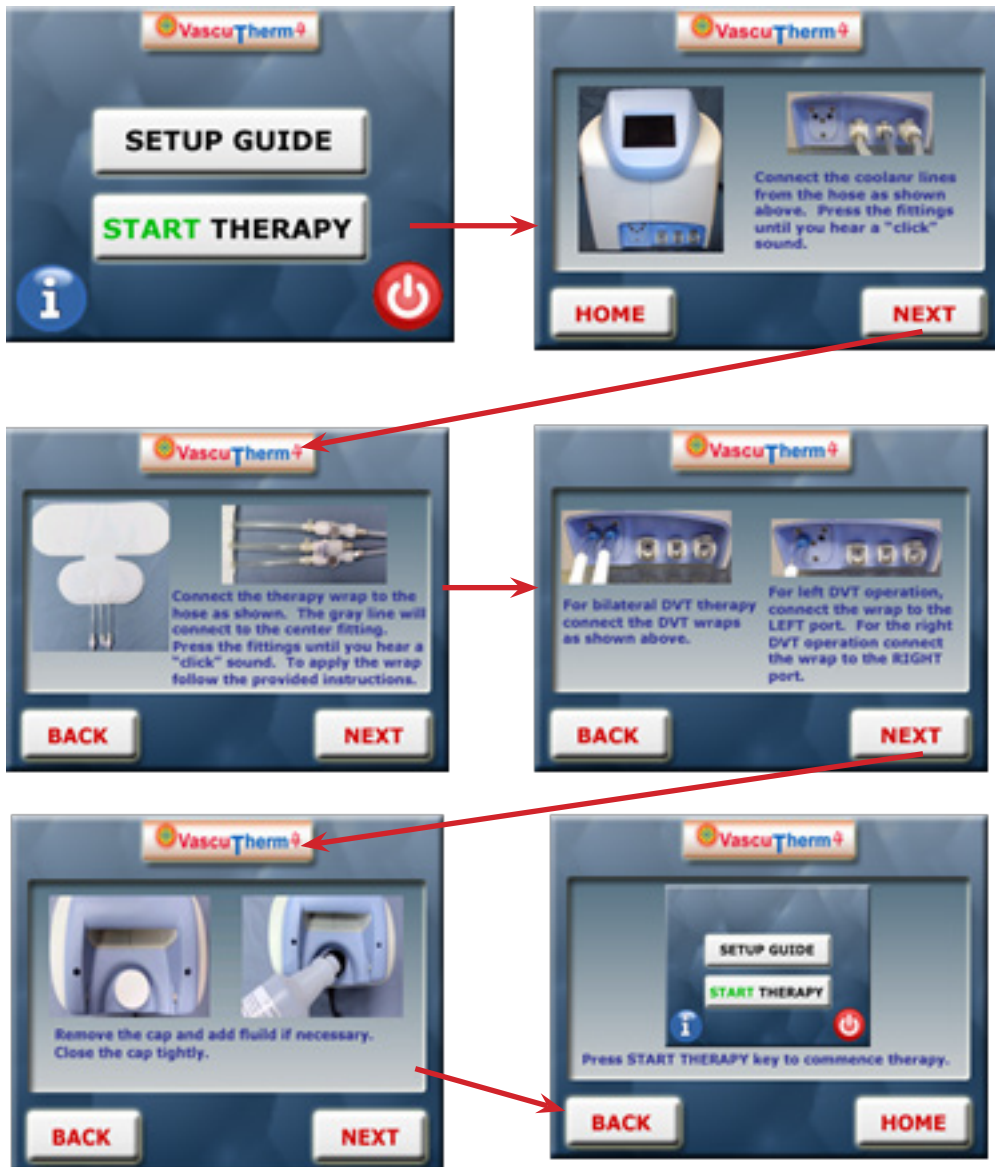 VascuTherm4
SETUP GUIDE
START THERAPY
i
VascuTherm4
Connect the coolanr lines
from the hose as shown
above. Press the fittings
until you hear a "click"
sound.
HOME
NEXT
VascuTherm4
Connect the therapy wrap to the
hose as shown. The gray line will
connect to the center fitting.
Press the fittings until you hear a
"click" sound. To apply the wrap
follow the provided instructions.
BACK
NEXT
VascuTherm4
For bilateral DVT therapy
connect the DVT wraps
as shown above.
For left DVT operation,
connect the wrap to the
LEFT port. For the right
DVT operation connect
the wrap to the RIGHT
port.
BACK
NEXT
VascuTherm4
Remove the cap and add fluild if necessary.
Close the cap tightly.
BACK
NEXT
VascuTherm4
SETUP GUIDE
START THERAPY
i
Press START THERAPY key to commence therapy.
BACK
HOME